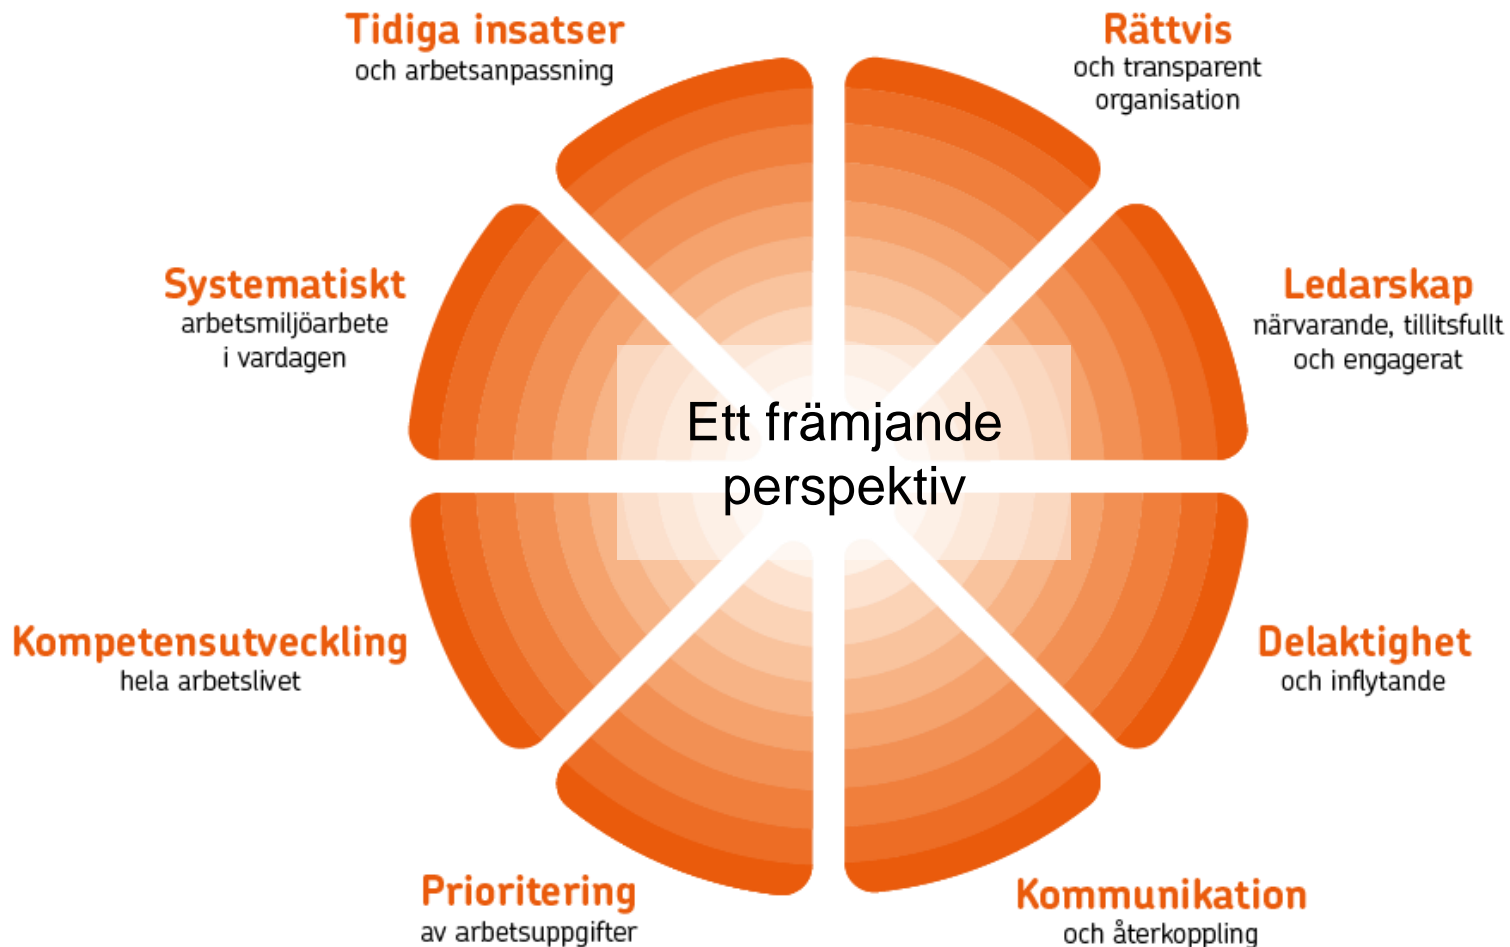 Tidiga insatser
och arbetsanpassning
Rättvis
och transparent
organisation
Ledarskap
närvarande, tillitsfullt
och engagerat
Delaktighet
och inflytande
Kommunikation
och återkoppling
Prioritering
av arbetsuppgifter
Kompetensutveckling
hela arbetslivet
Systematiskt
arbetsmiljöarbete
i vardagen
Ett främjande
perspektiv